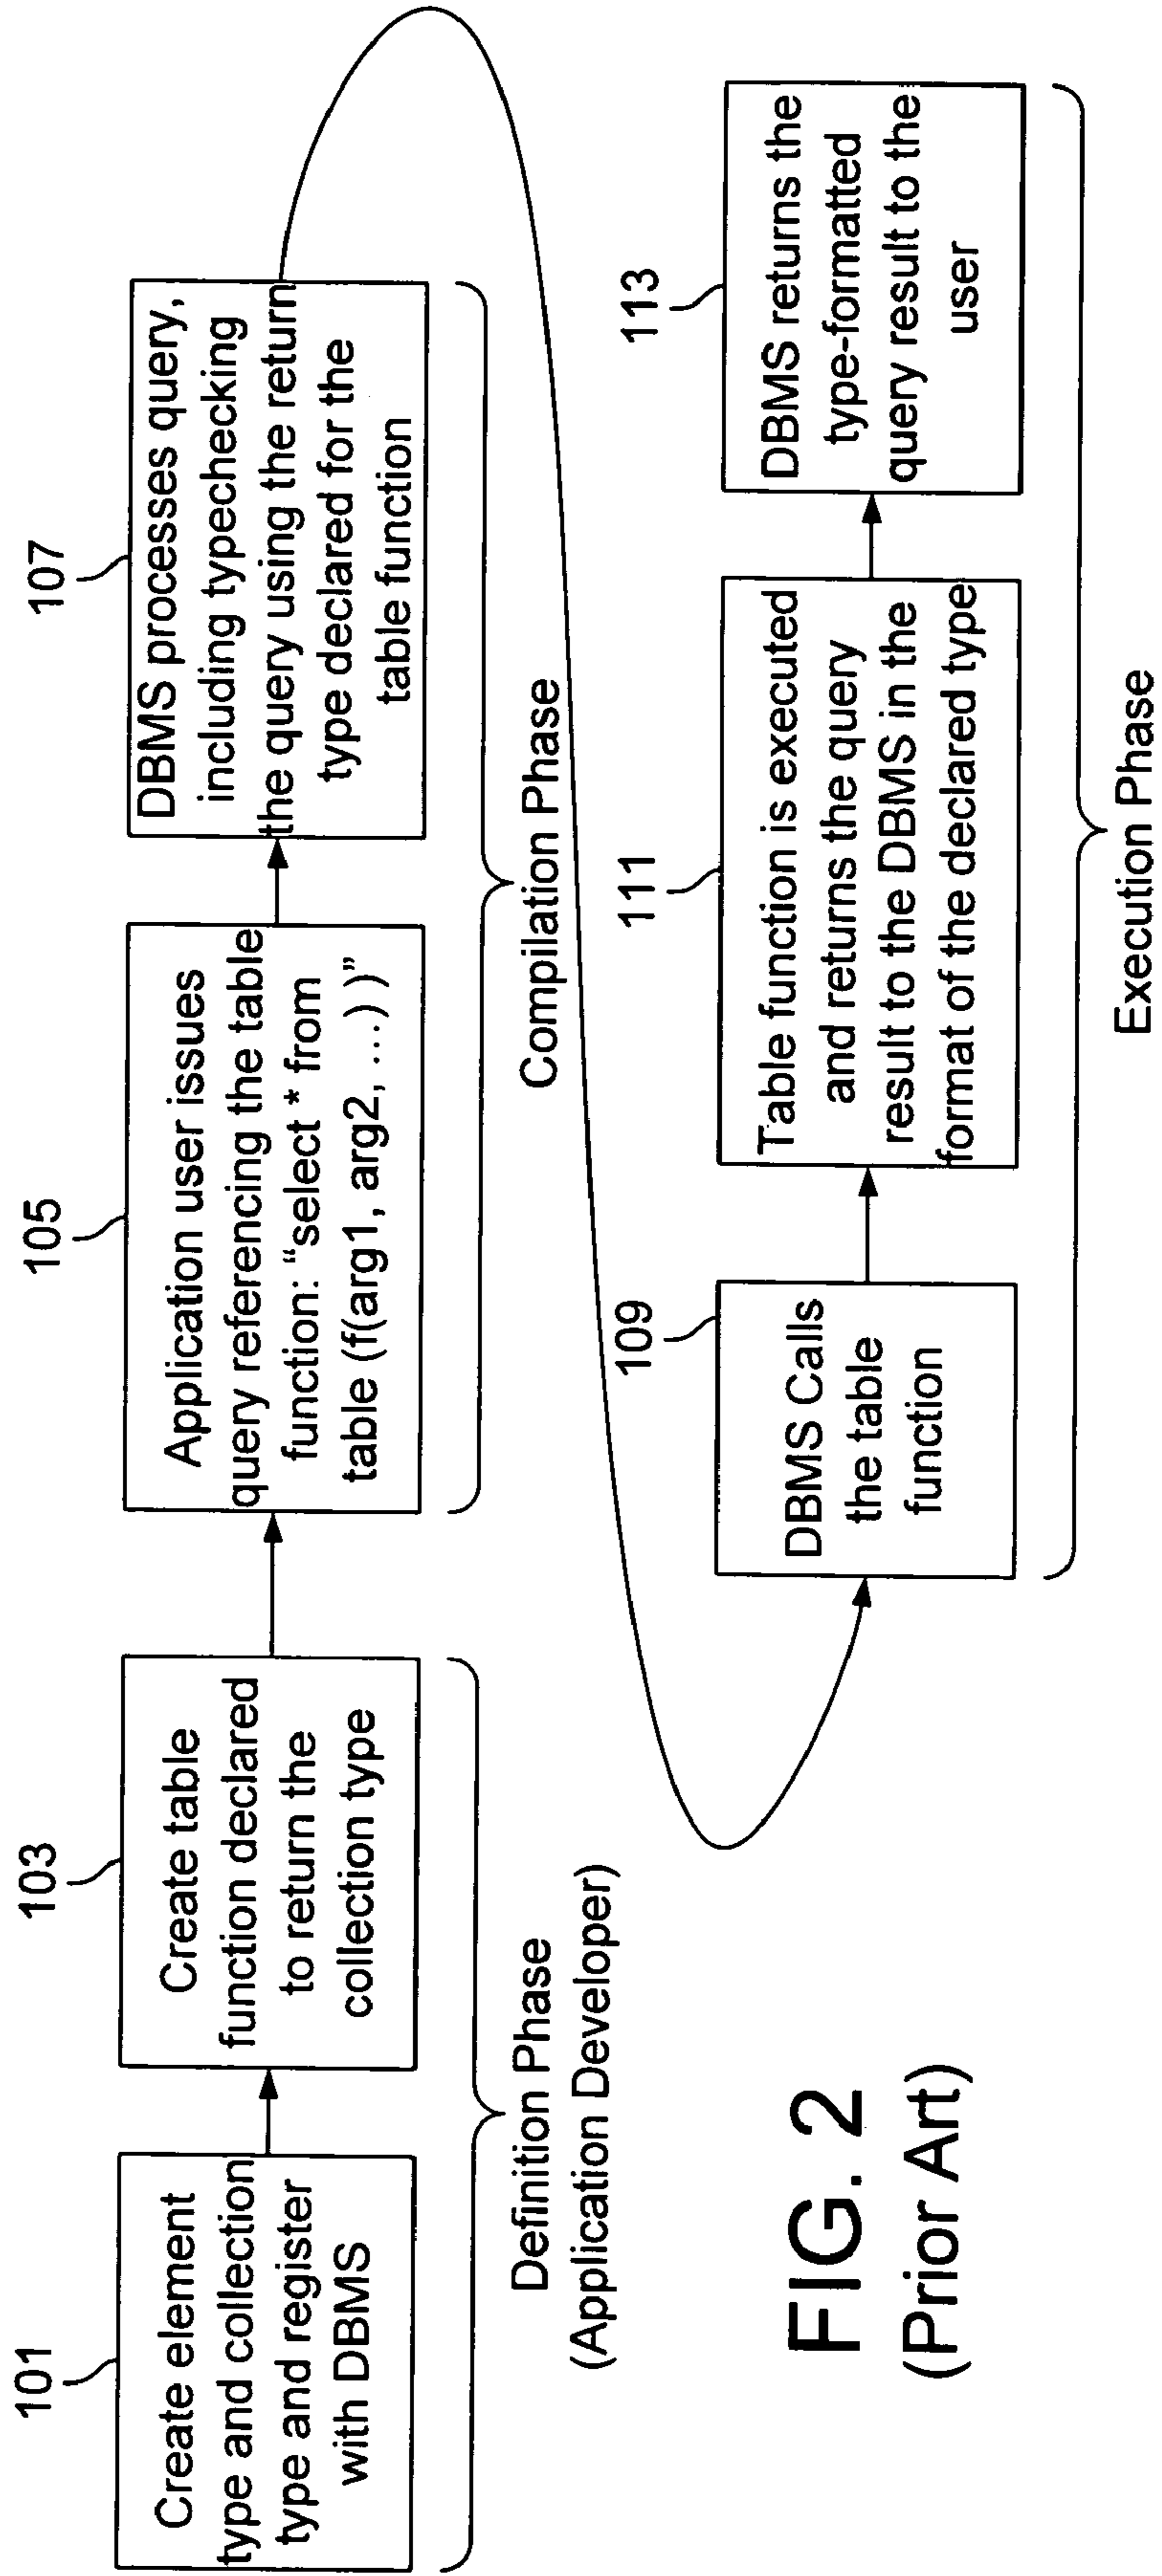 101
Create element
type and collection
type and register
with DBMS
103
Create table
function declared
to return the
collection type
Definition Phase
(Application Developer)
105
Application user issues
query referencing the table
function: “select * from
table (f(arg1, arg2, …) )”
107
DBMS processes query,
including typechecking
the query using the return
type declared for the
table function
Compilation Phase
109
DBMS Calls
the table
function
111
Table function is executed
and returns the query
result to the DBMS in the
format of the declared type
113
DBMS returns the
type-formatted
query result to the
user
Execution Phase
FIG. 2
(Prior Art)